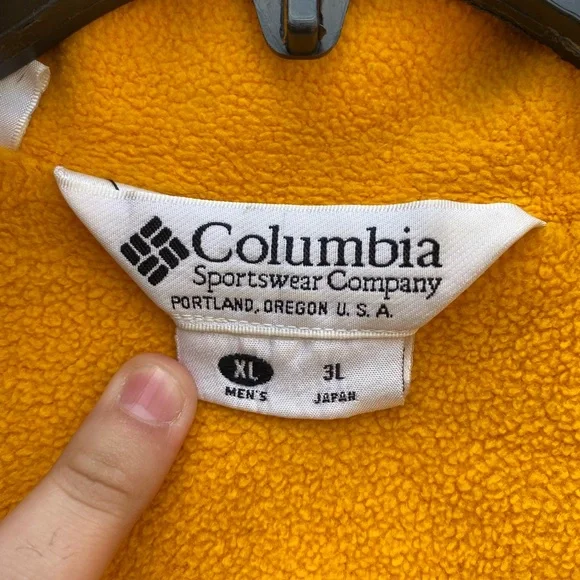 Columbia
Sportswear Company
PORTLAND, OREGON U. S. A.
XL 3L
MEN'S JAPAN